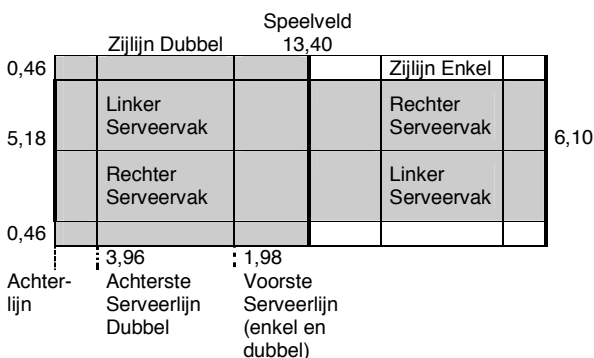 Speelveld
Zijlijn Dubbel 13,40
0,46 Zijlijn Enkel
Linker Rechter
5,18 Serveervak Serveervak 6,10
Rechter Linker
Serveervak Serveervak
0,46
3,96 1,98
Achter- Achterste Voorste
lijn Serveerlijn Serveerlijn
Dubbel (enkel en
dubbel)